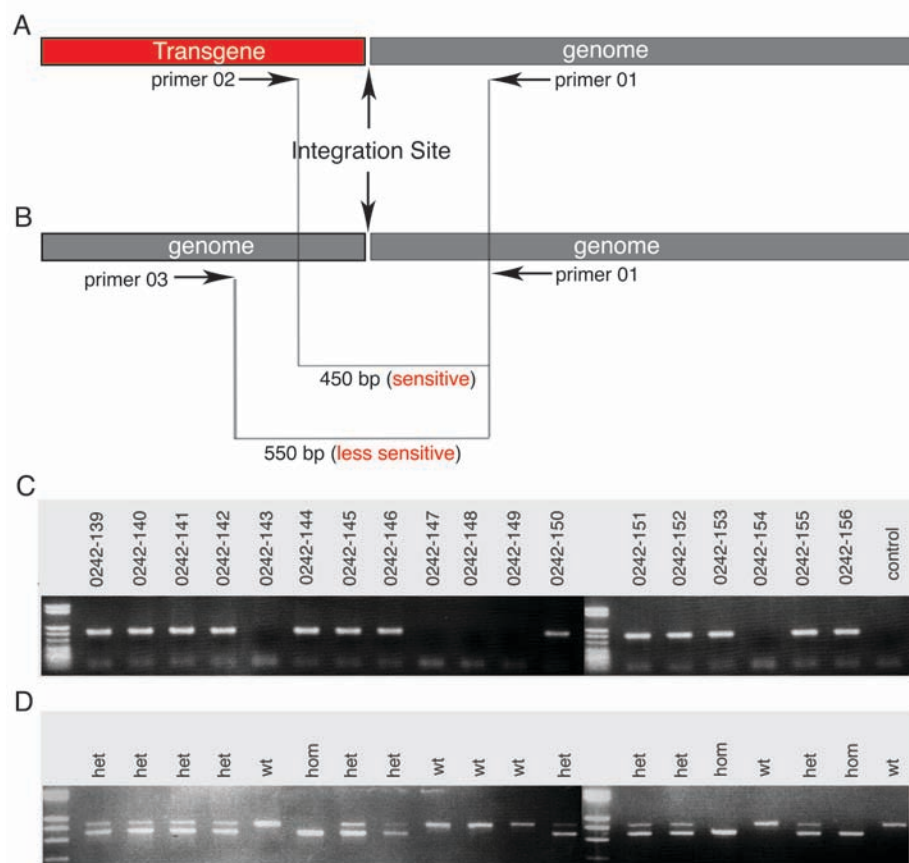 A
Transgene genome
primer 02 primer 01
Integration Site
B
genome genome
primer 03 primer 01
450 bp (sensitive)
550 bp (less sensitive)
C
0242-139 0242-140 0242-141 0242-142 0242-143 0242-144 0242-145 0242-146 0242-147 0242-148 0242-149 0242-150 0242-151 0242-152 0242-153 0242-154 0242-155 0242-156 control
D
het het het het wt hom het het wt wt wt het het het hom wt het hom wt